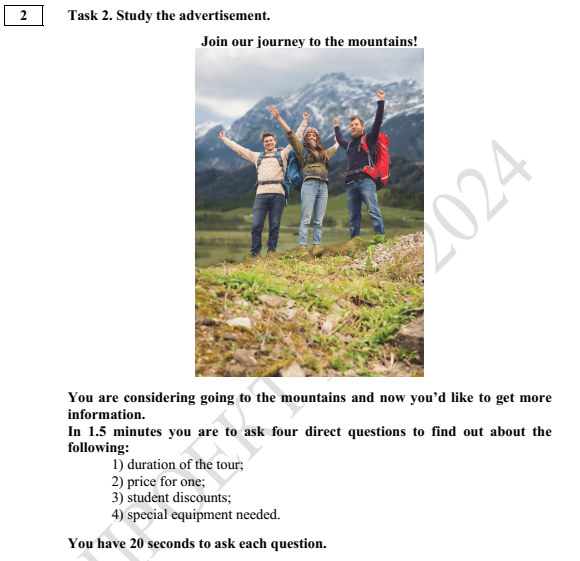 2
Task 2. Study the advertisement.
Join our journey to the mountains!
You are considering going to the mountains and now you'd like to get more
information.
In 1.5 minutes you are to ask four direct questions to find out about the
following:
1) duration of the tour;
2) price for one;
3) student discounts;
4) special equipment needed.
You have 20 seconds to ask each question.
2024